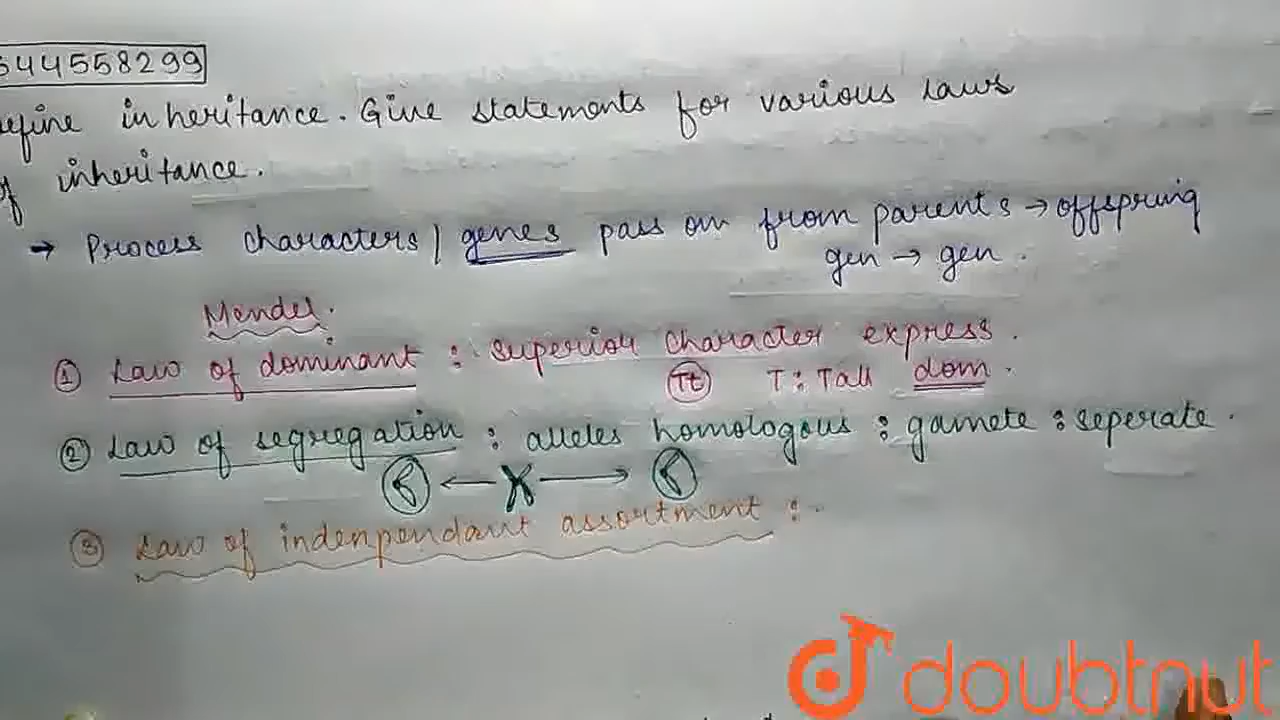 544558299
efine inheritance. Give statements for various laws
of inheritance.
→ Process characters / genes pass on from parents → offspring
gen → gen.
Mendel.
① Law of dominant : superior character express.
Tt T : Tall dom.
② Law of segregation : alleles homologous : gamete : seperate.
③ Law of indenpendant assortment :
doubtnut